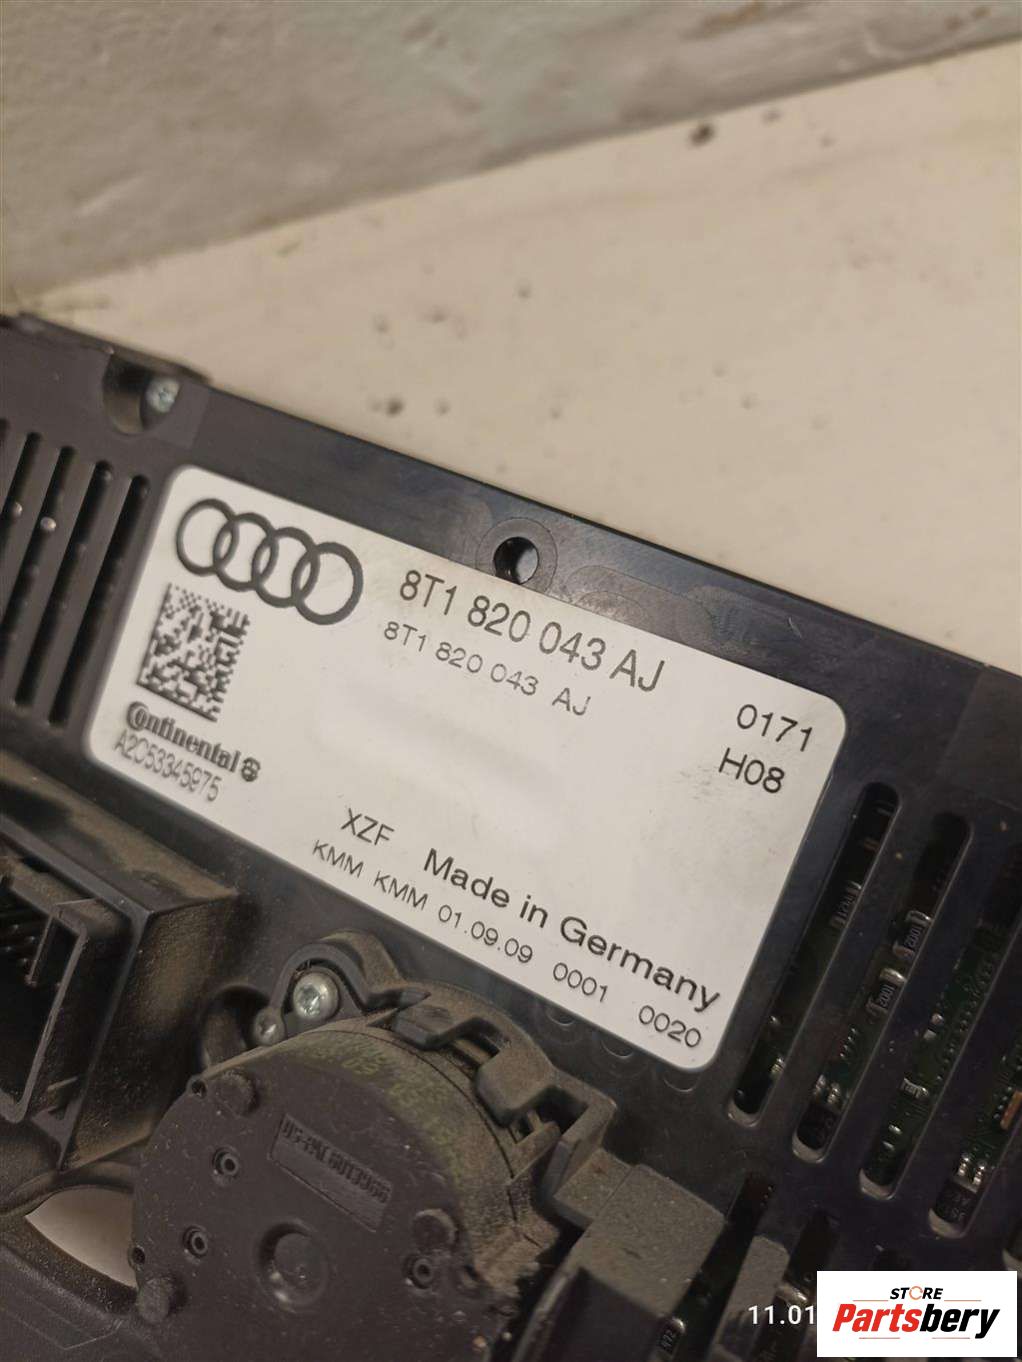 8T1 820 043 AJ
8T1 820 043 AJ
0171
H08
Continental
A2C53345975
XZF Made in Germany
KMM KMM 01.09.09 0001 0020
11.01
STORE
Partsbery